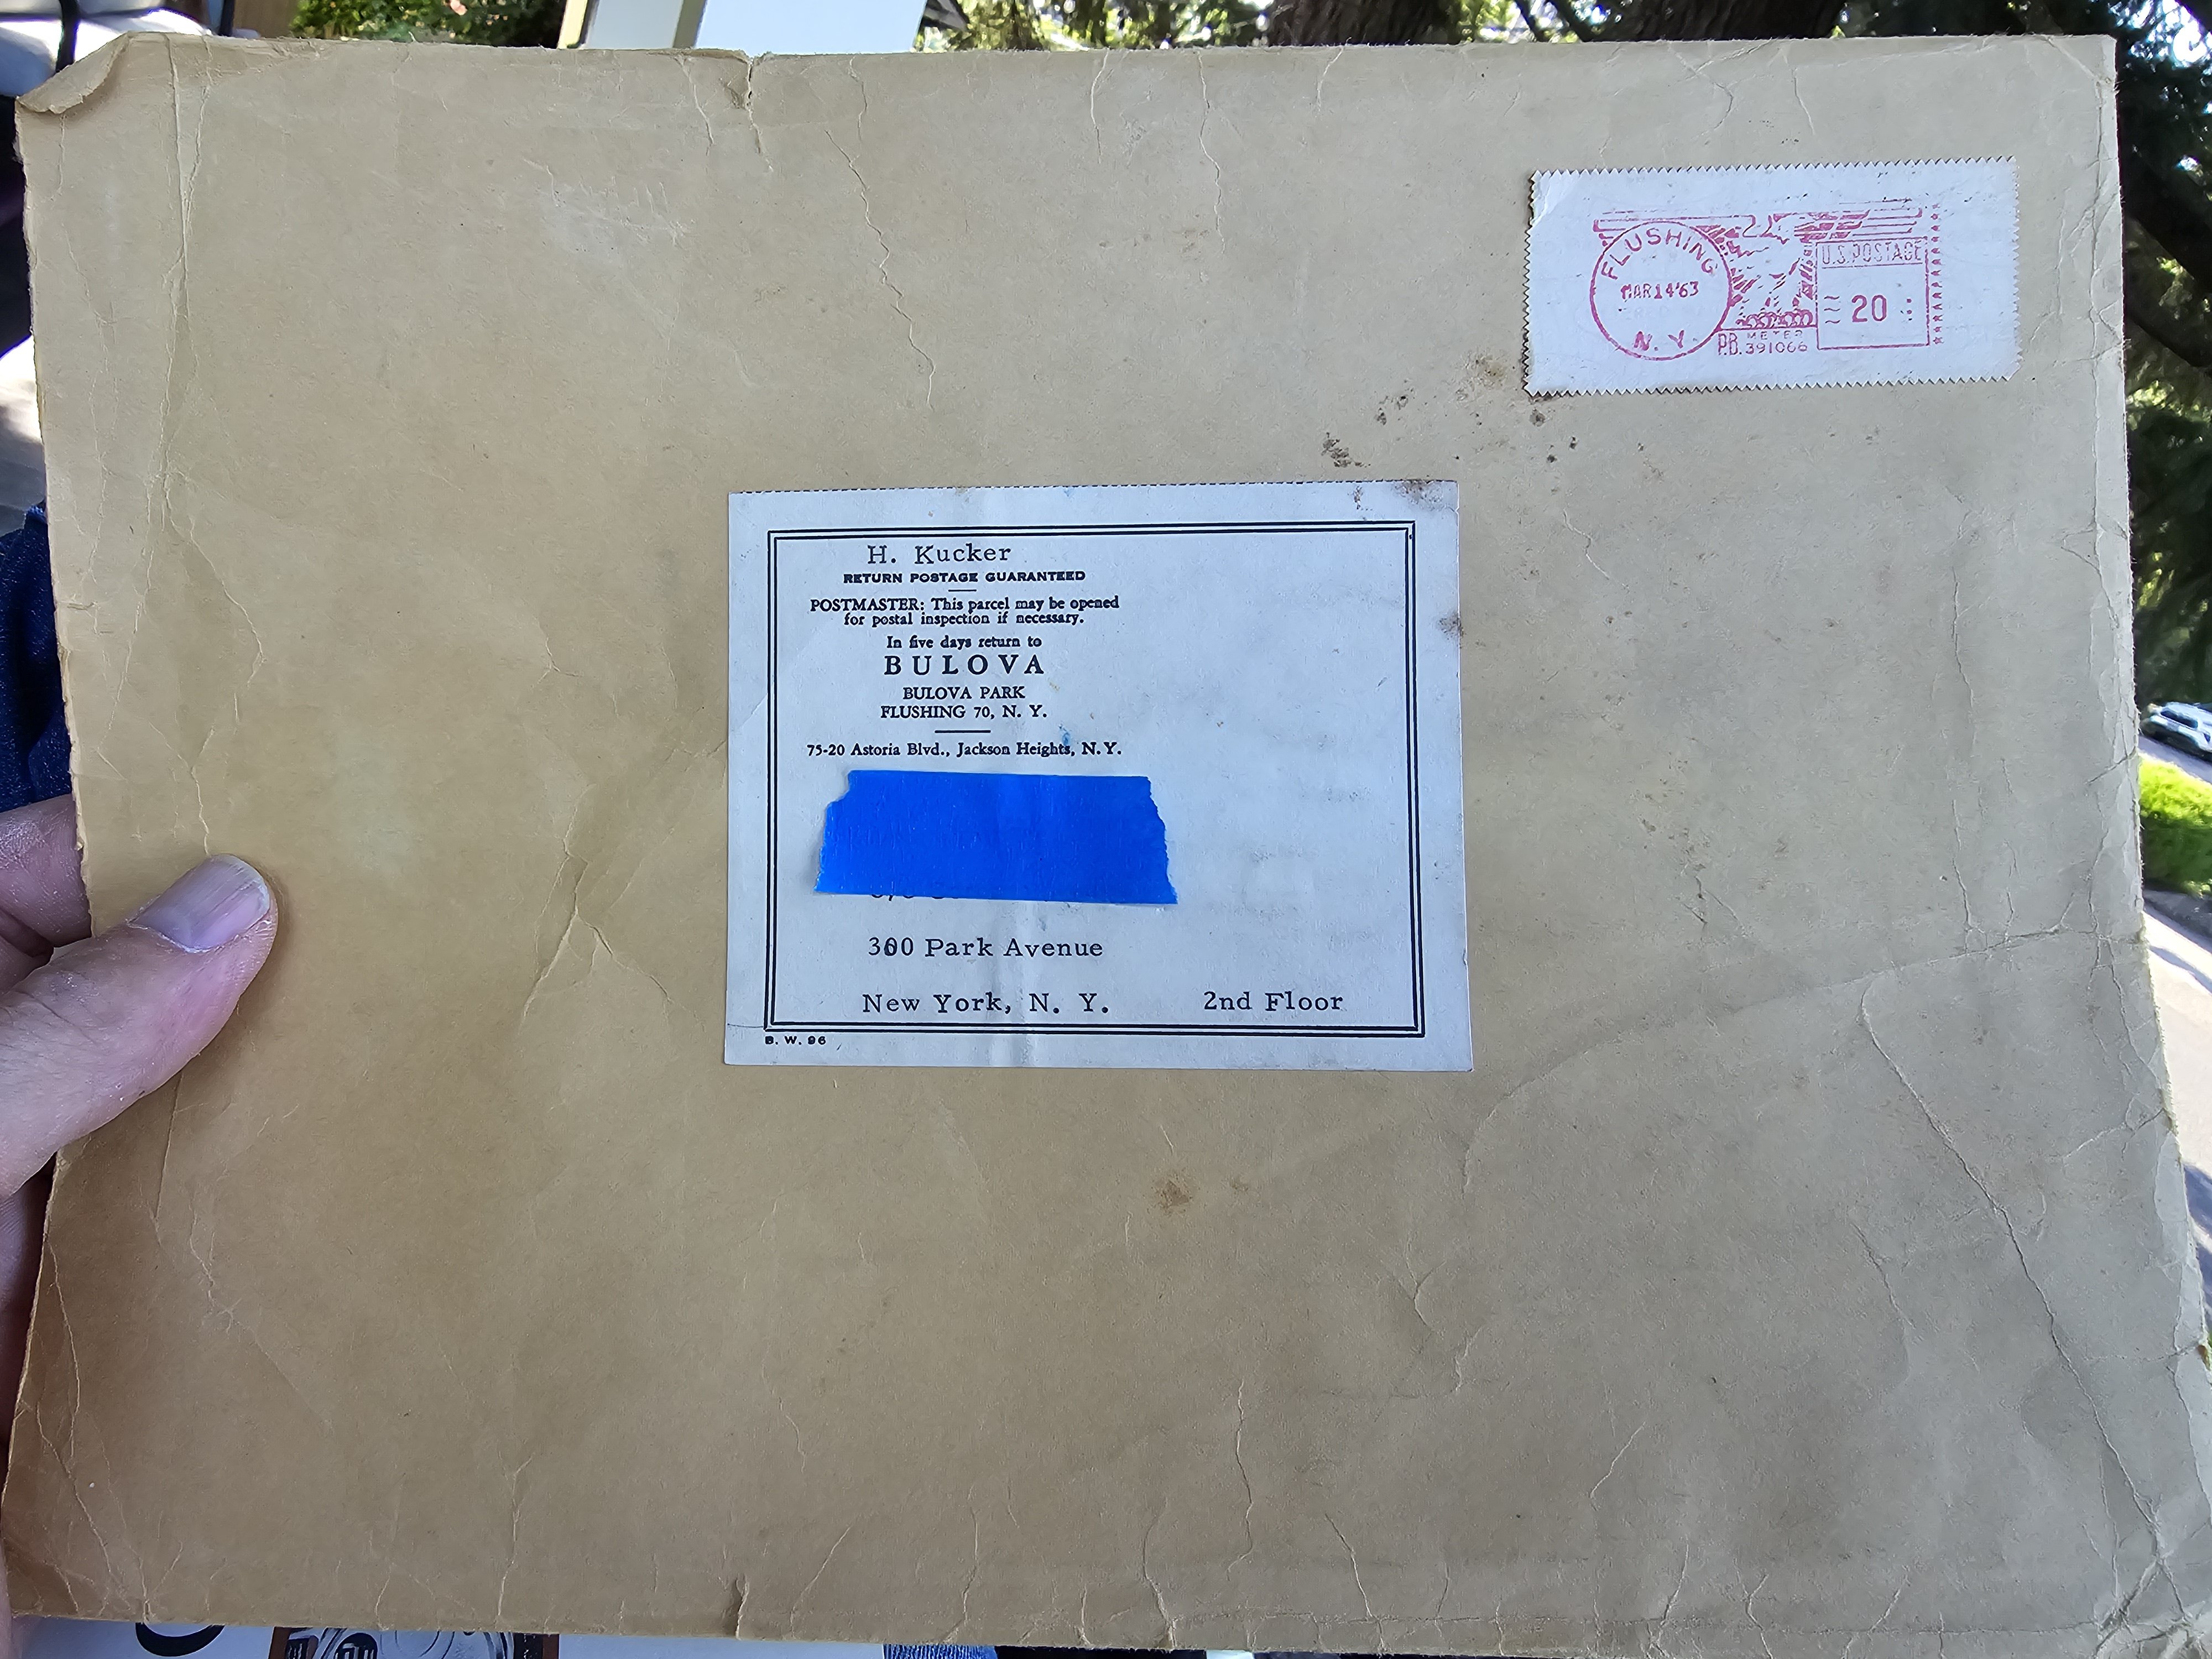 FLUSHING
MAR 14 '63
N. Y.
U.S. POSTAGE
20
P.B. METER
391066
H. Kucker
RETURN POSTAGE GUARANTEED
POSTMASTER: This parcel may be opened
for postal inspection if necessary.
In five days return to
BULOVA
BULOVA PARK
FLUSHING 70, N. Y.
75-20 Astoria Blvd., Jackson Heights, N. Y.
300 Park Avenue
New York, N. Y. 2nd Floor
B. W. 96